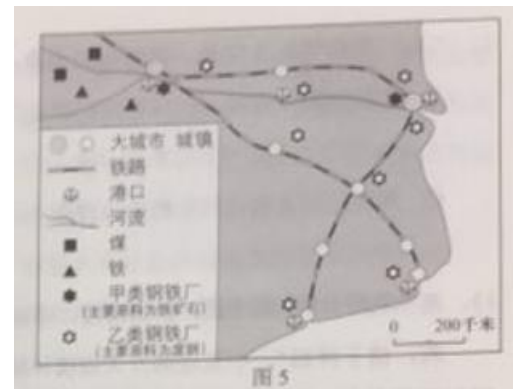 大城市 城镇
铁路
港口
河流
煤
铁
甲类钢铁厂
(主要原料为铁矿石)
乙类钢铁厂
(主要原料为废钢)
0 200千米
图5